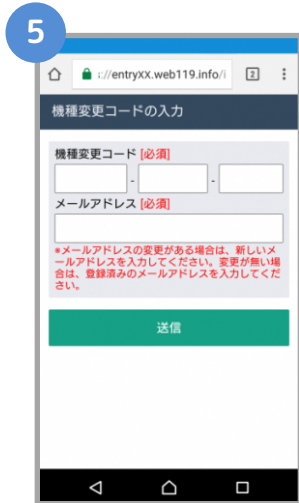 5
://entryXX.web119.info/i
2
機種変更コードの入力
機種変更コード [必須]
- -
メールアドレス [必須]
※メールアドレスの変更がある場合は、新しいメ
ールアドレスを入力してください。変更が無い場
合は、登録済みのメールアドレスを入力してくだ
さい。
送信